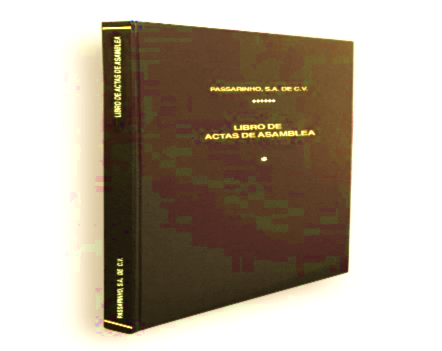 PASSARINHO, S.A. DE C.V.
******
LIBRO DE
ACTAS DE ASAMBLEA
LIBRO DE ACTAS DE ASAMBLEA
PASSARINHO, S.A. DE C.V.